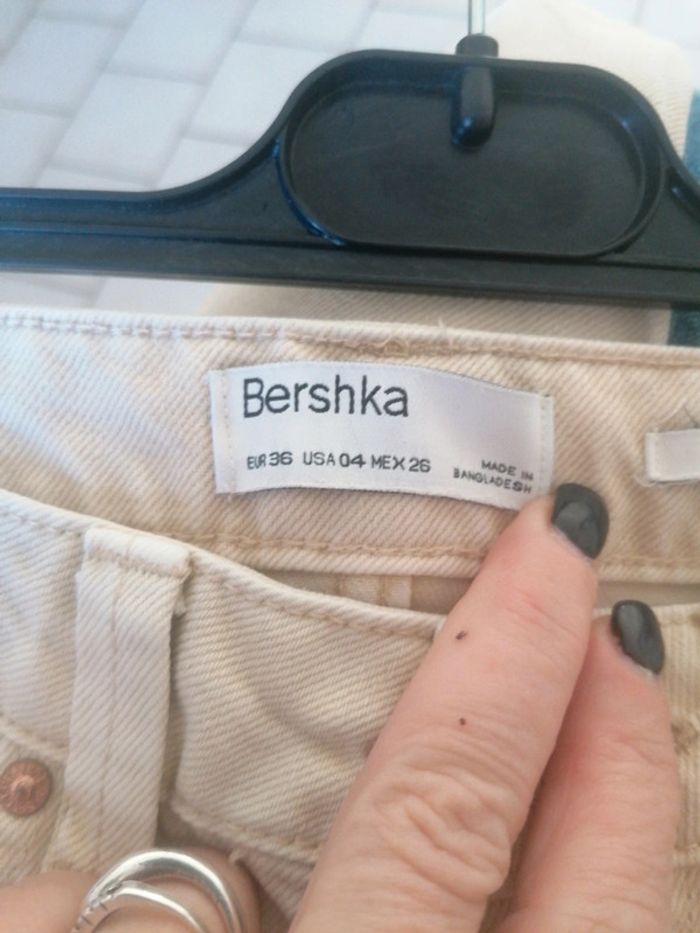 Bershka
EUR 36 USA 04 MEX 26
MADE IN
BANGLADESH